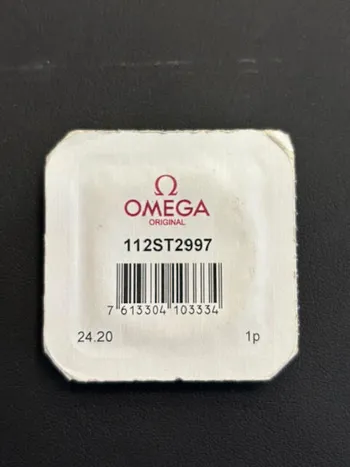 Ω
OMEGA
ORIGINAL
112ST2997
7 613304 103334
24.20 1p